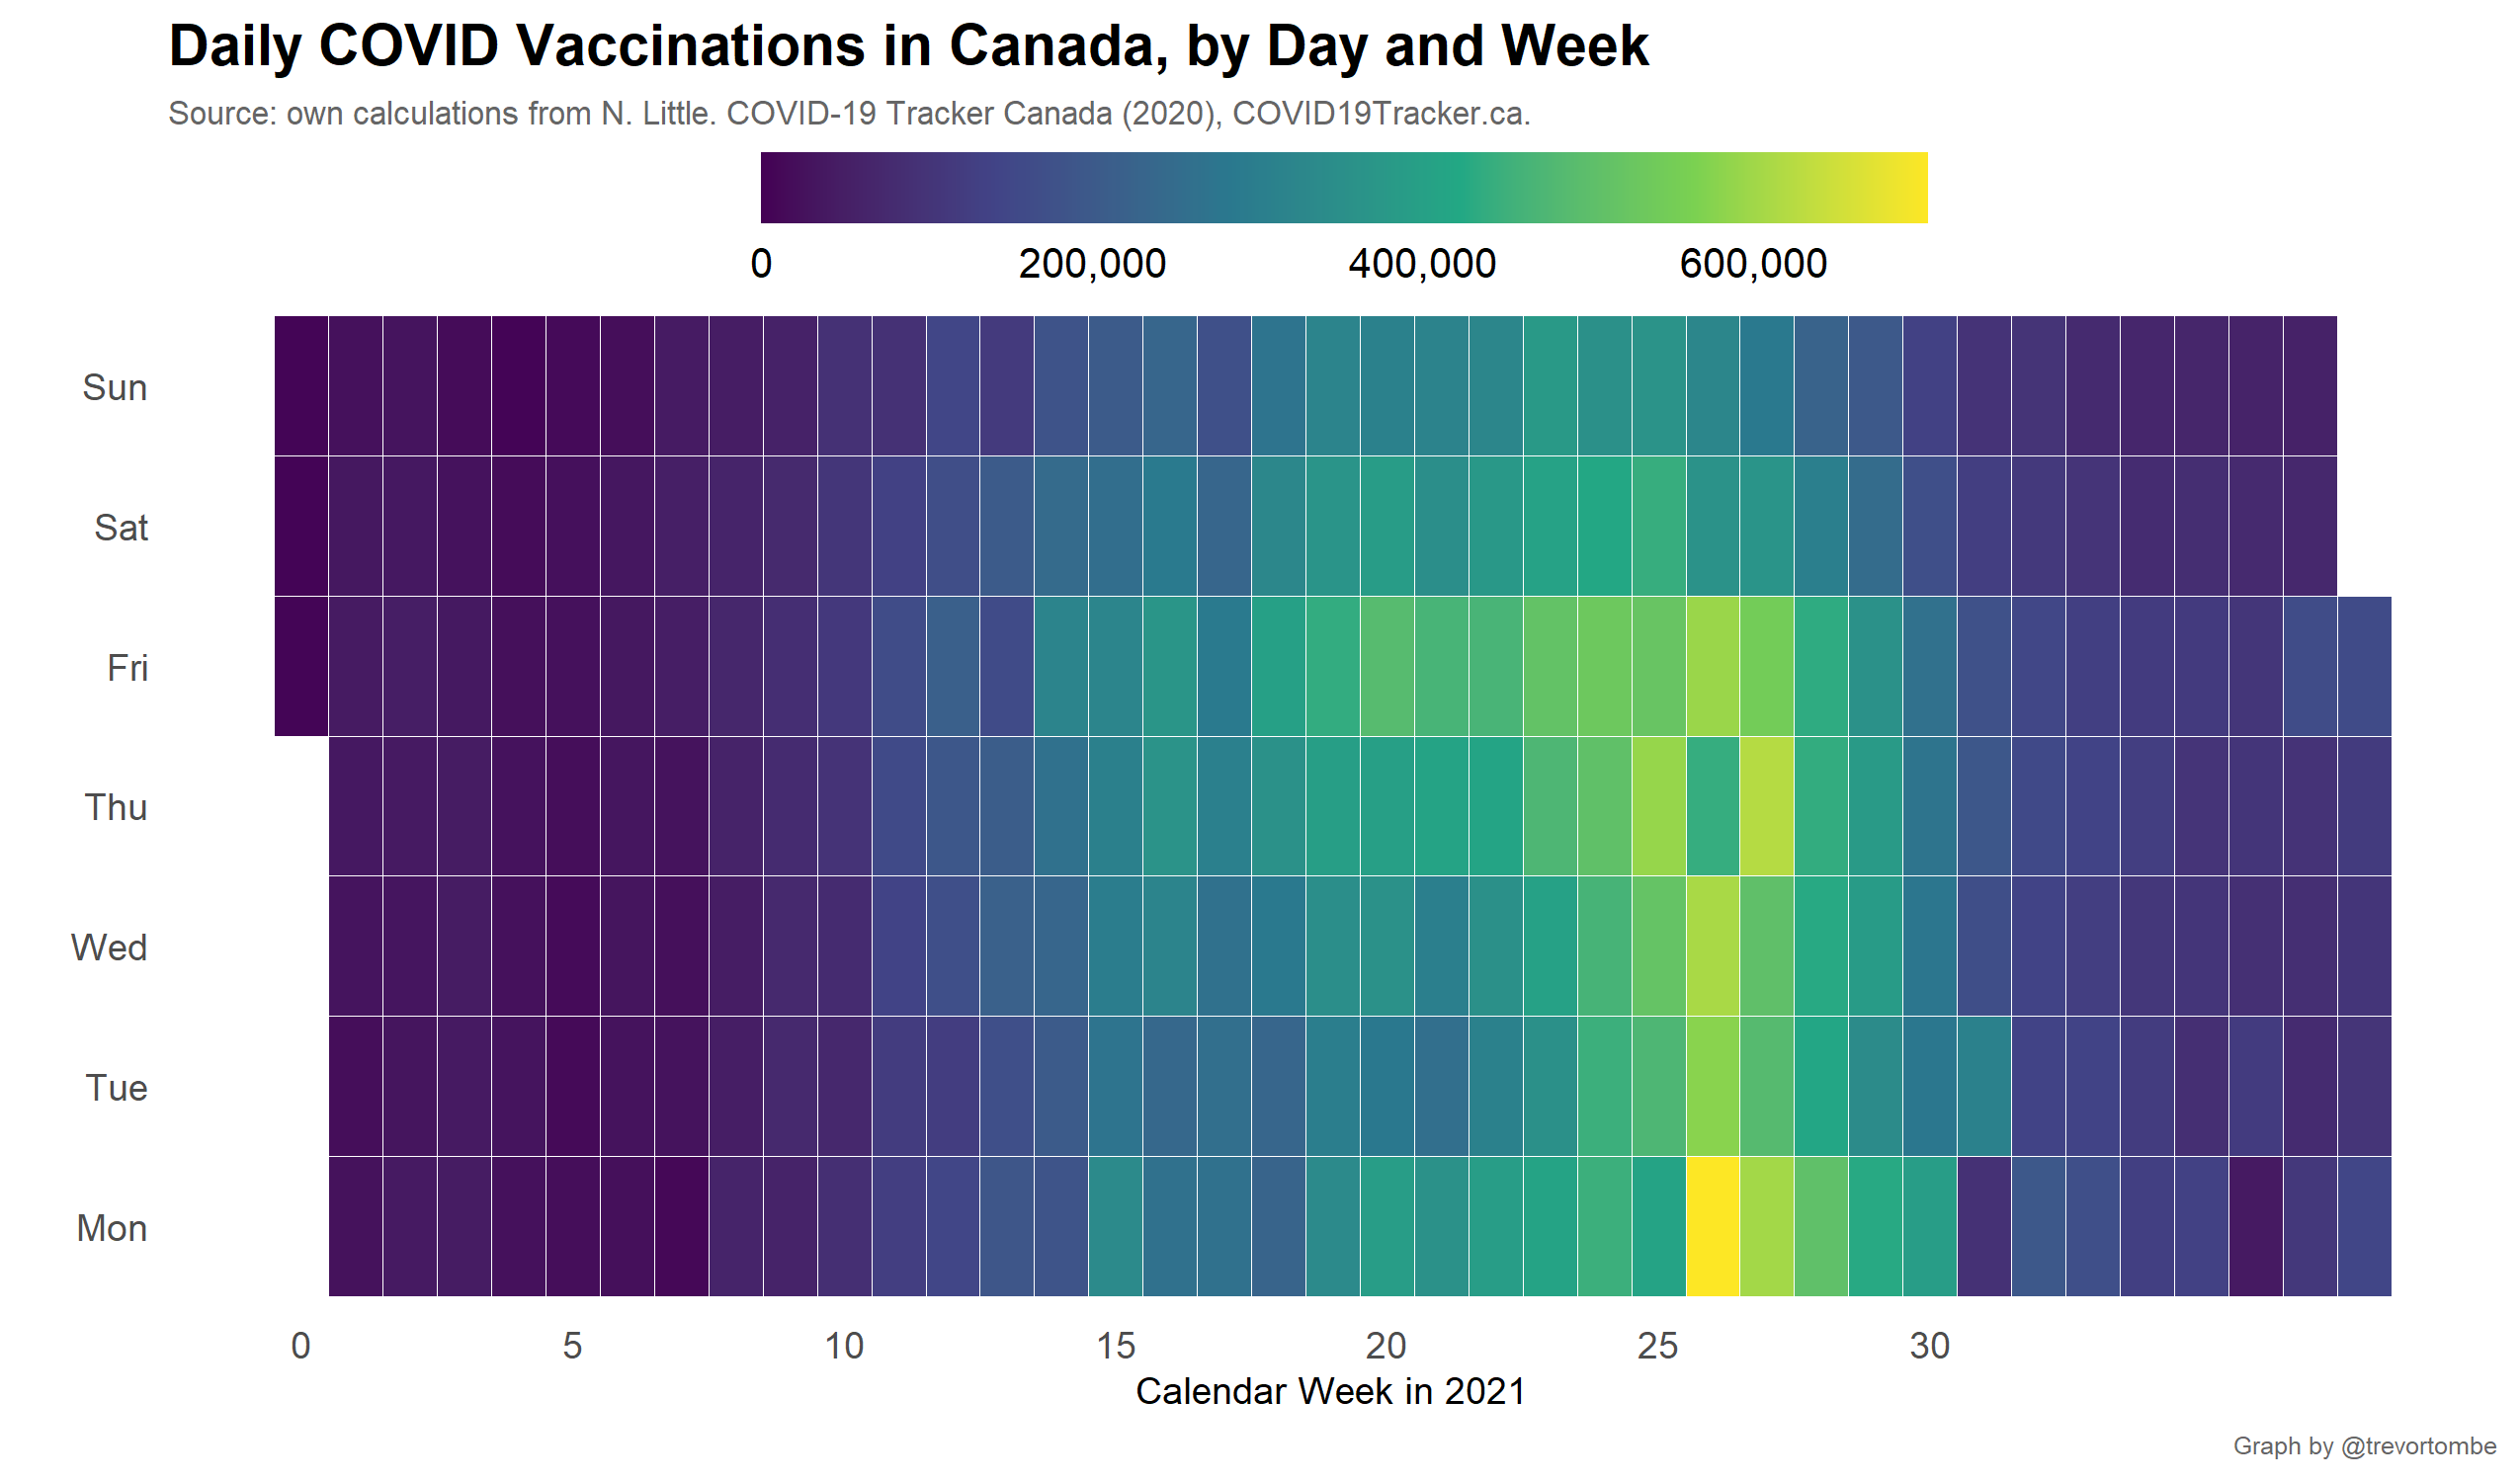 Daily COVID Vaccinations in Canada, by Day and Week
Source: own calculations from N. Little. COVID-19 Tracker Canada (2020), COVID19Tracker.ca.
0 200,000 400,000 600,000
Sun
Sat
Fri
Thu
Wed
Tue
Mon
0 5 10 15 20 25 30
Calendar Week in 2021
Graph by @trevortombe